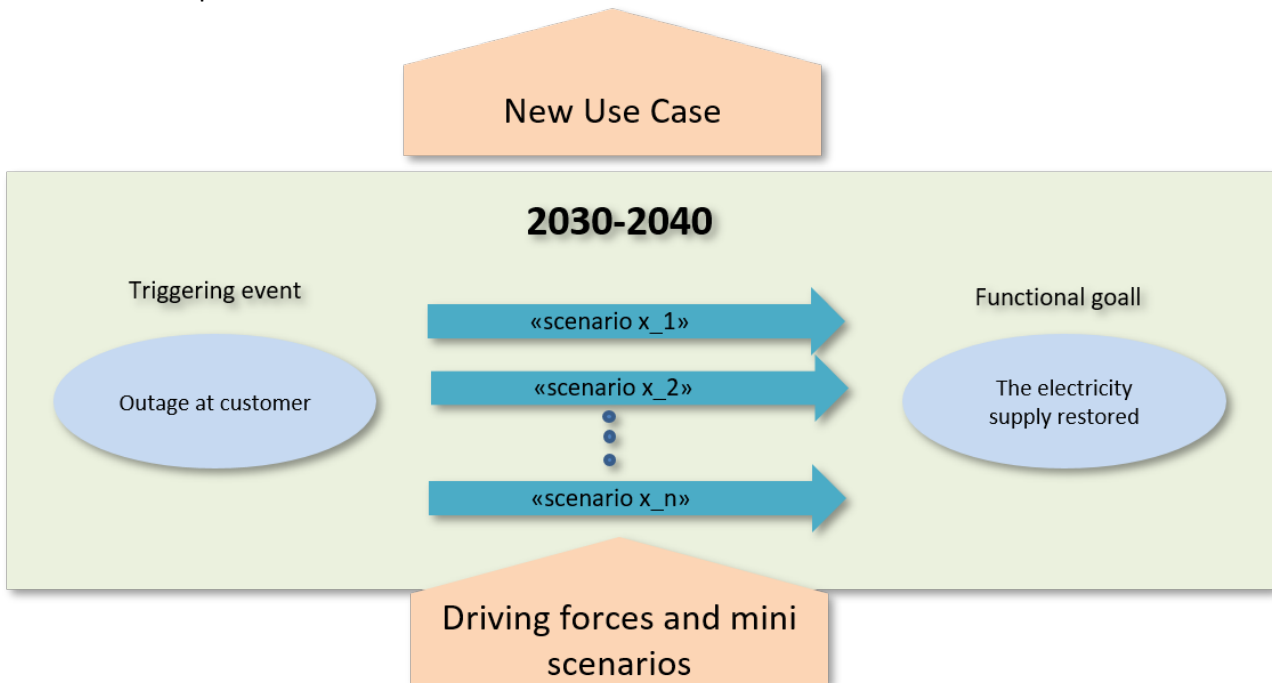 New Use Case
2030-2040
Triggering event
Functional goall
«scenario x_1»
Outage at customer
«scenario x_2»
The electricity
supply restored
«scenario x_n»
Driving forces and mini
scenarios